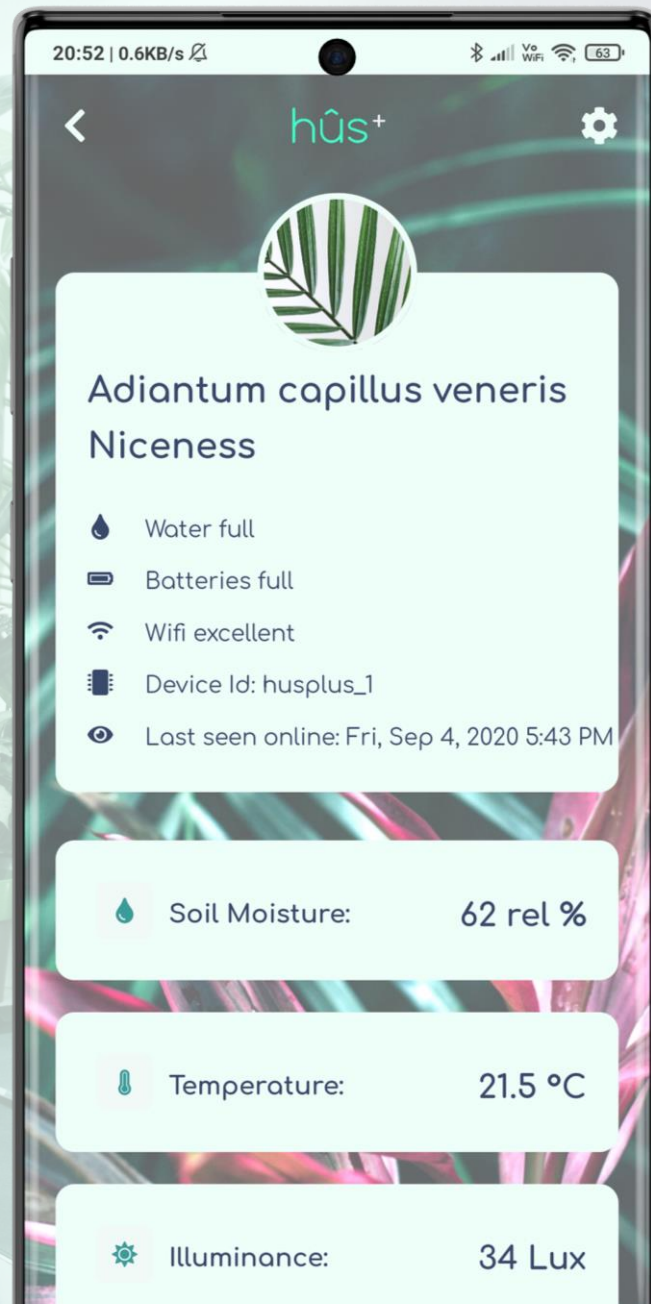 20:52 | 0.6KB/s
Vo
WiFi
63
hûs+
Adiantum capillus veneris
Niceness
Water full
Batteries full
Wifi excellent
Device Id: husplus_1
Last seen online: Fri, Sep 4, 2020 5:43 PM
Soil Moisture: 62 rel %
Temperature: 21.5 °C
Illuminance: 34 Lux